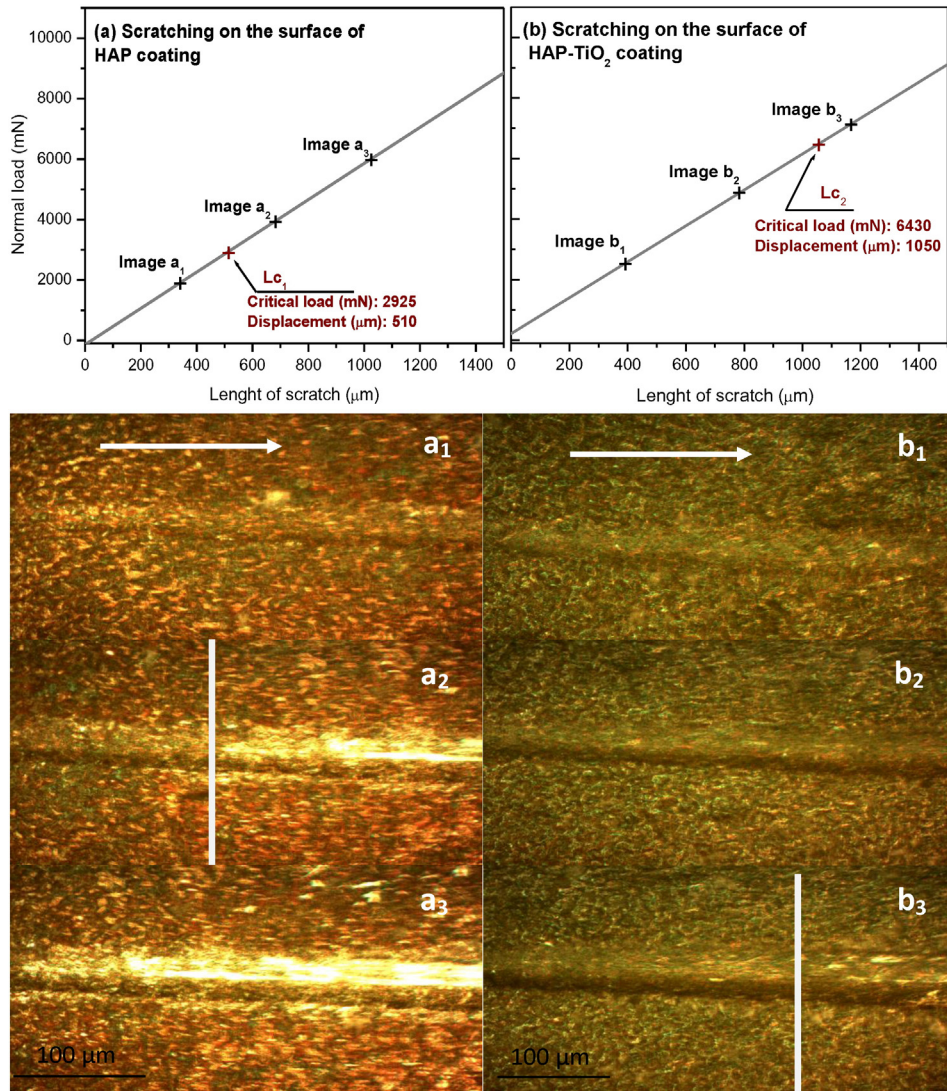 (a) Scratching on the surface of
HAP coating
10000
8000
6000
4000
2000
0
Normal load (mN)
Image a₃
Image a₂
Image a₁
Lc₁
Critical load (mN): 2925
Displacement (μm): 510
0 200 400 600 800 1000 1200 1400
Lenght of scratch (μm)
(b) Scratching on the surface of
HAP-TiO₂ coating
Image b₃
Image b₂
Lc₂
Critical load (mN): 6430
Displacement (μm): 1050
Image b₁
0 200 400 600 800 1000 1200 1400
Lenght of scratch (μm)
a₁
b₁
a₂
b₂
a₃
b₃
100 μm
100 μm